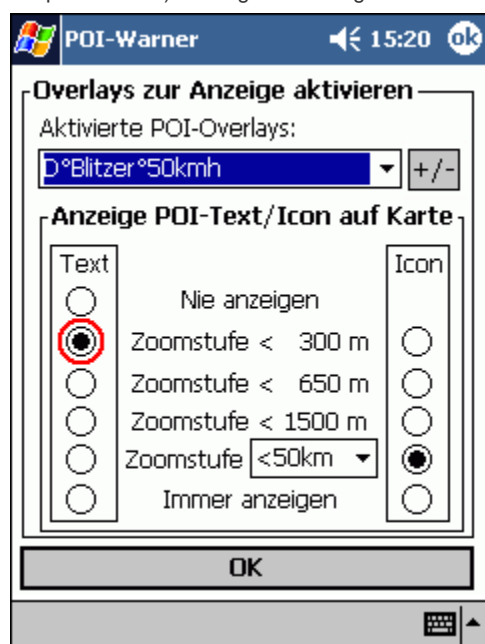 POI-Warner 15:20 ok
Overlays zur Anzeige aktivieren
Aktivierte POI-Overlays:
D°Blitzer°50kmh +/-
Anzeige POI-Text/Icon auf Karte
Text Icon
Nie anzeigen
Zoomstufe < 300 m
Zoomstufe < 650 m
Zoomstufe < 1500 m
Zoomstufe <50km
Immer anzeigen
OK